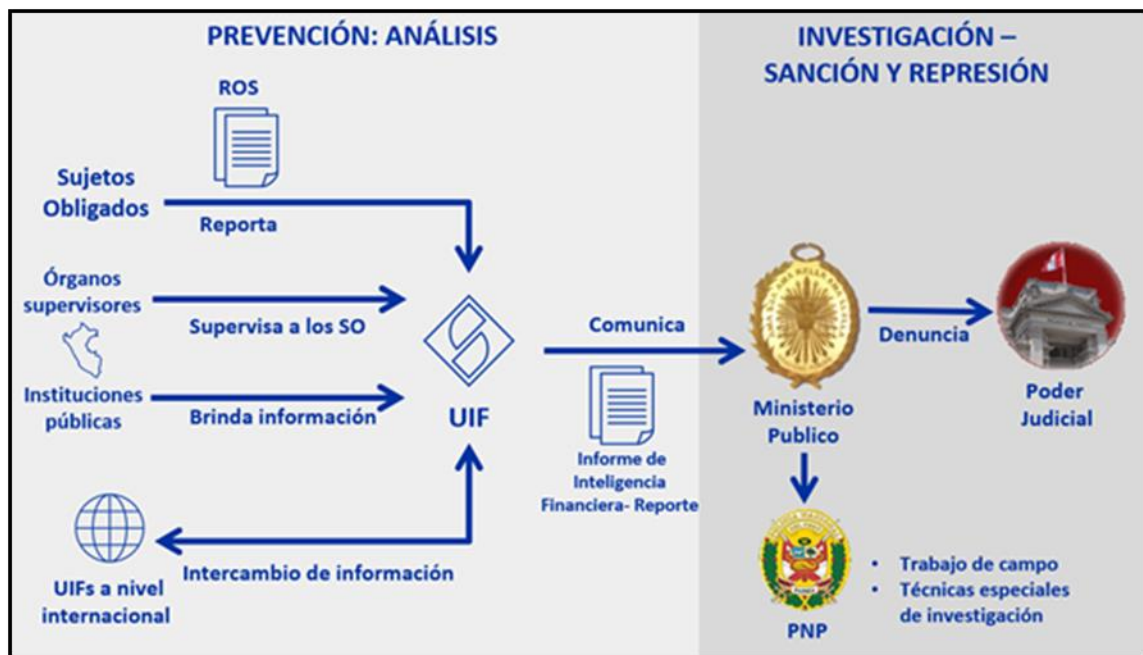 PREVENCIÓN: ANÁLISIS
ROS
Sujetos
Obligados
Reporta
Órganos
supervisores
Supervisa a los SO
Instituciones
públicas
Brinda información
UIF
UIFs a nivel
internacional
Intercambio de información
INVESTIGACIÓN –
SANCIÓN Y REPRESIÓN
Comunica
Informe de
Inteligencia
Financiera- Reporte
Ministerio
Publico
Denuncia
Poder
Judicial
PNP
• Trabajo de campo
• Técnicas especiales
de investigación